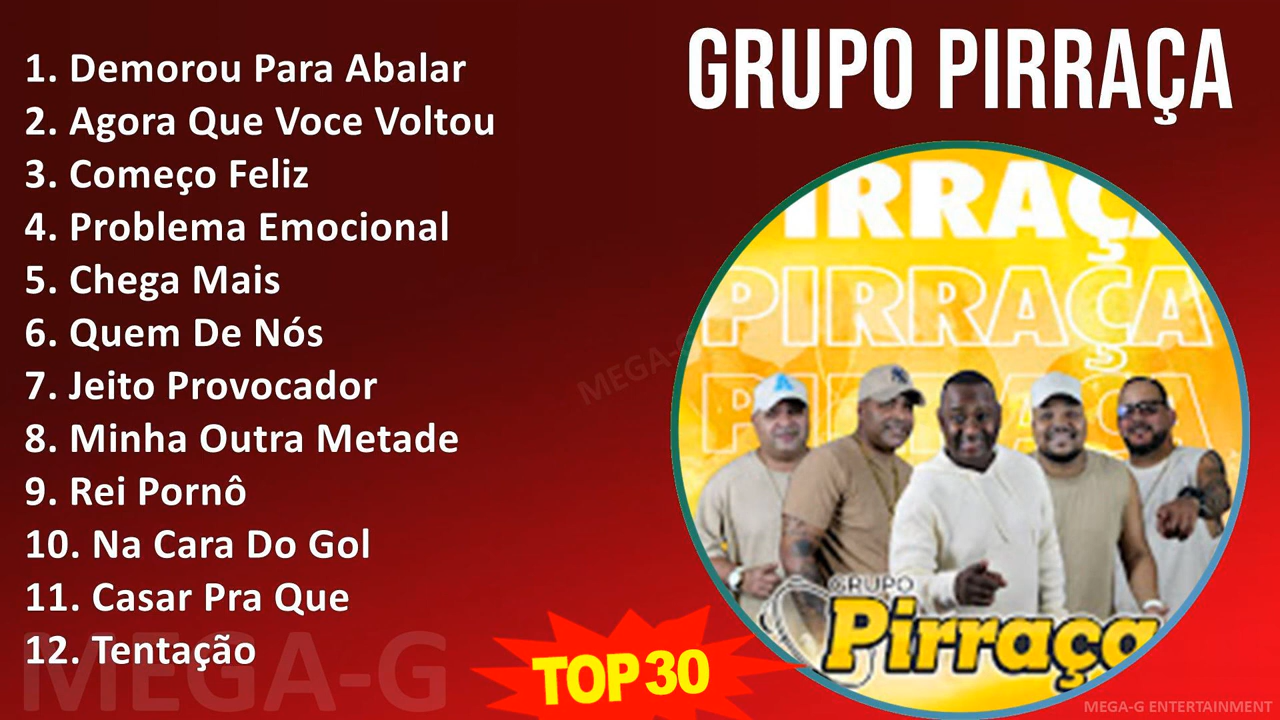 GRUPO PIRRAÇA
1. Demorou Para Abalar
2. Agora Que Voce Voltou
3. Começo Feliz
4. Problema Emocional
5. Chega Mais
6. Quem De Nós
7. Jeito Provocador
8. Minha Outra Metade
9. Rei Pornô
10. Na Cara Do Gol
11. Casar Pra Que
12. Tentação
MEGA-G
TOP 30
IRRAÇA
PIRRAÇA
PIRRAÇA
GRUPO
Pirraça
MEGA-G
MEGA-G ENTERTAINMENT